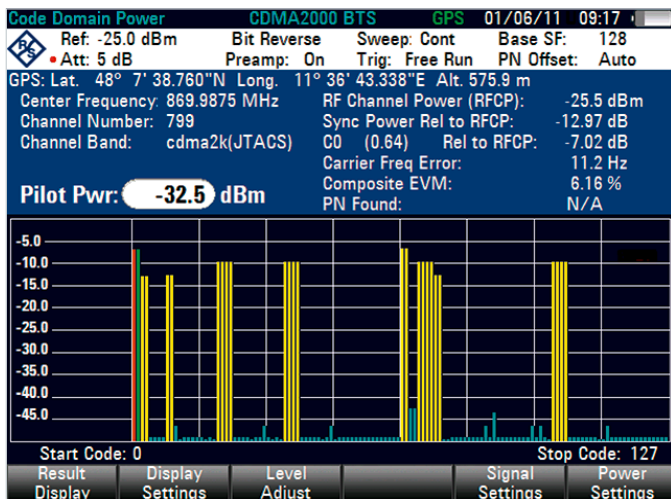 Code Domain Power CDMA2000 BTS GPS 01/06/11 09:17
Ref: -25.0 dBm Bit Reverse Sweep: Cont Base SF: 128
Att: 5 dB Preamp: On Trig: Free Run PN Offset: Auto
GPS: Lat. 48° 7' 38.760"N Long. 11° 36' 43.338"E Alt. 575.9 m
Center Frequency: 869.9875 MHz RF Channel Power (RFCP): -25.5 dBm
Channel Number: 799 Sync Power Rel to RFCP: -12.97 dB
Channel Band: cdma2k(JTACS) C0 (0.64) Rel to RFCP: -7.02 dB
Carrier Freq Error: 11.2 Hz
Composite EVM: 6.16 %
Pilot Pwr: -32.5 dBm PN Found: N/A
-5.0
-10.0
-15.0
-20.0
-25.0
-30.0
-35.0
-40.0
-45.0
Start Code: 0 Stop Code: 127
Result Display Level Signal Power
Display Settings Adjust Settings Settings